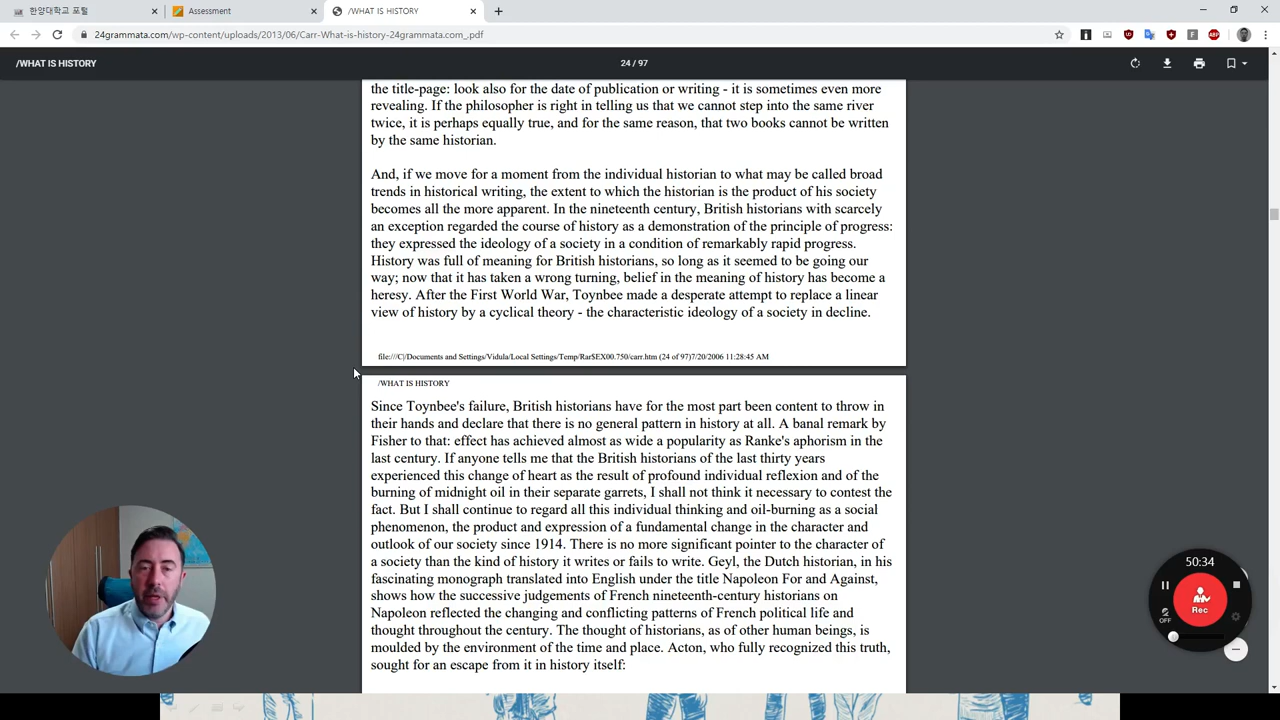 한양대학교 포털
Assessment
/WHAT IS HISTORY
24grammata.com/wp-content/uploads/2013/06/Carr-What-is-history-24grammata.com_.pdf
/WHAT IS HISTORY
24 / 97
the title-page: look also for the date of publication or writing - it is sometimes even more
revealing. If the philosopher is right in telling us that we cannot step into the same river
twice, it is perhaps equally true, and for the same reason, that two books cannot be written
by the same historian.
And, if we move for a moment from the individual historian to what may be called broad
trends in historical writing, the extent to which the historian is the product of his society
becomes all the more apparent. In the nineteenth century, British historians with scarcely
an exception regarded the course of history as a demonstration of the principle of progress:
they expressed the ideology of a society in a condition of remarkably rapid progress.
History was full of meaning for British historians, so long as it seemed to be going our
way; now that it has taken a wrong turning, belief in the meaning of history has become a
heresy. After the First World War, Toynbee made a desperate attempt to replace a linear
view of history by a cyclical theory - the characteristic ideology of a society in decline.
file:///C|/Documents and Settings/Vidula/Local Settings/Temp/Rar$EX00.750/carr.htm (24 of 97)7/20/2006 11:28:45 AM
/WHAT IS HISTORY
Since Toynbee's failure, British historians have for the most part been content to throw in
their hands and declare that there is no general pattern in history at all. A banal remark by
Fisher to that: effect has achieved almost as wide a popularity as Ranke's aphorism in the
last century. If anyone tells me that the British historians of the last thirty years
experienced this change of heart as the result of profound individual reflexion and of the
burning of midnight oil in their separate garrets, I shall not think it necessary to contest the
fact. But I shall continue to regard all this individual thinking and oil-burning as a social
phenomenon, the product and expression of a fundamental change in the character and
outlook of our society since 1914. There is no more significant pointer to the character of
a society than the kind of history it writes or fails to write. Geyl, the Dutch historian, in his
fascinating monograph translated into English under the title Napoleon For and Against,
shows how the successive judgements of French nineteenth-century historians on
Napoleon reflected the changing and conflicting patterns of French political life and
thought throughout the century. The thought of historians, as of other human beings, is
moulded by the environment of the time and place. Acton, who fully recognized this truth,
sought for an escape from it in history itself:
50:34
Rec
OFF